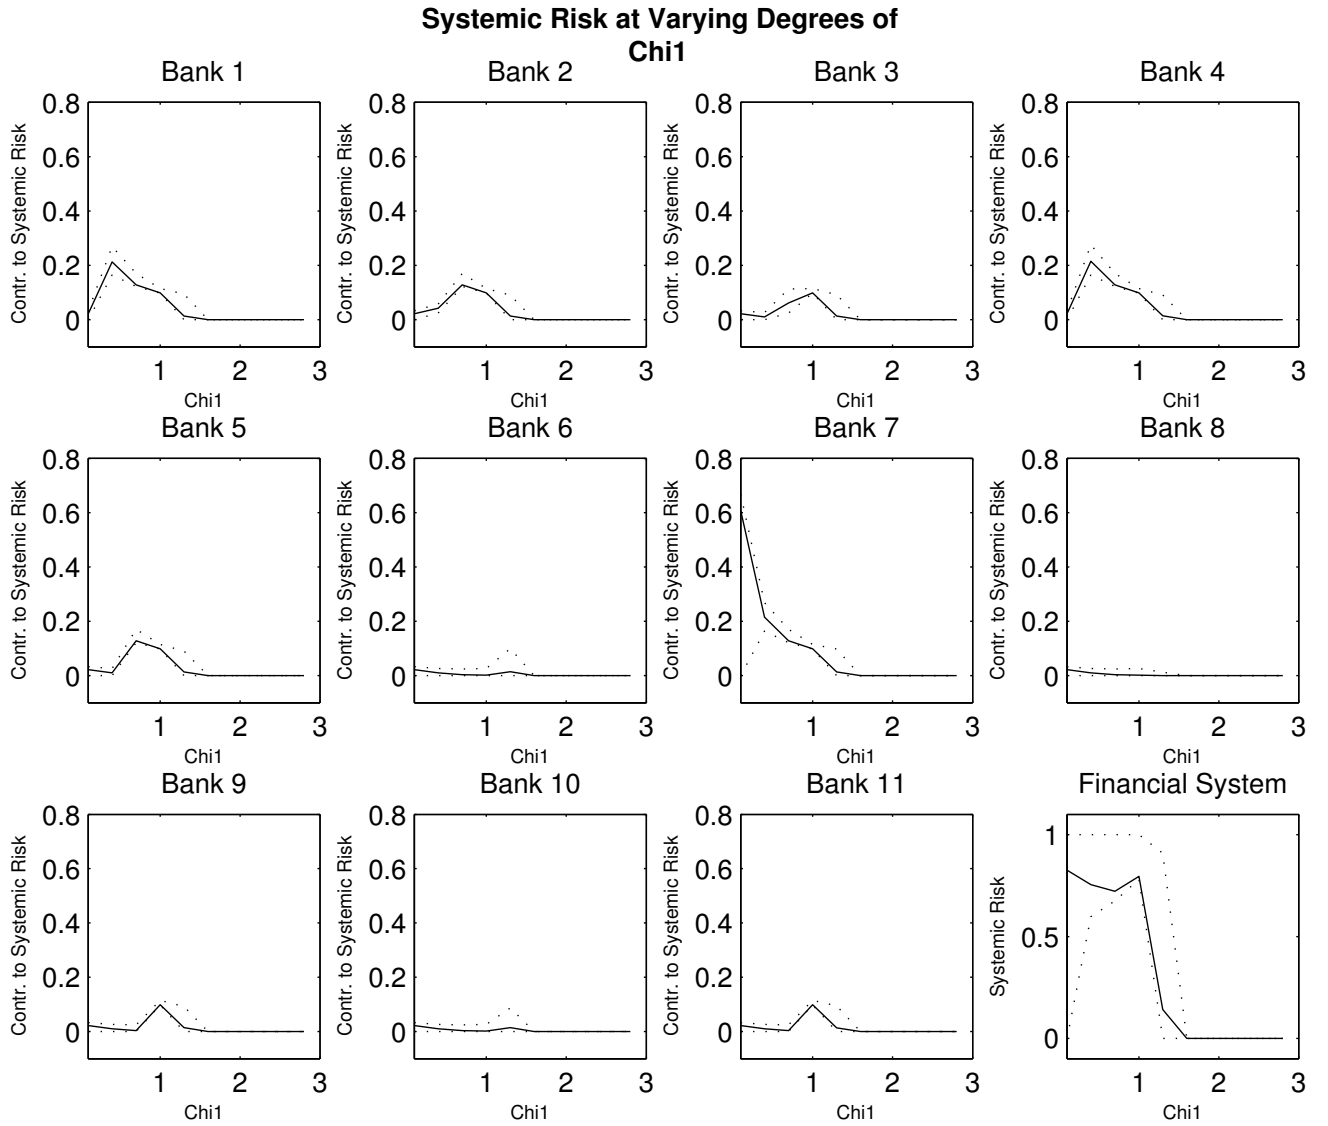 Systemic Risk at Varying Degrees of
Chi1
Bank 1
0.8
0.6
0.4
0.2
0
Contr. to Systemic Risk
1 2 3
Chi1
Bank 2
0.8
0.6
0.4
0.2
0
Contr. to Systemic Risk
1 2 3
Chi1
Bank 3
0.8
0.6
0.4
0.2
0
Contr. to Systemic Risk
1 2 3
Chi1
Bank 4
0.8
0.6
0.4
0.2
0
Contr. to Systemic Risk
1 2 3
Chi1
Bank 5
0.8
0.6
0.4
0.2
0
Contr. to Systemic Risk
1 2 3
Chi1
Bank 6
0.8
0.6
0.4
0.2
0
Contr. to Systemic Risk
1 2 3
Chi1
Bank 7
0.8
0.6
0.4
0.2
0
Contr. to Systemic Risk
1 2 3
Chi1
Bank 8
0.8
0.6
0.4
0.2
0
Contr. to Systemic Risk
1 2 3
Chi1
Bank 9
0.8
0.6
0.4
0.2
0
Contr. to Systemic Risk
1 2 3
Chi1
Bank 10
0.8
0.6
0.4
0.2
0
Contr. to Systemic Risk
1 2 3
Chi1
Bank 11
0.8
0.6
0.4
0.2
0
Contr. to Systemic Risk
1 2 3
Chi1
Financial System
1
0.5
0
Systemic Risk
1 2 3
Chi1